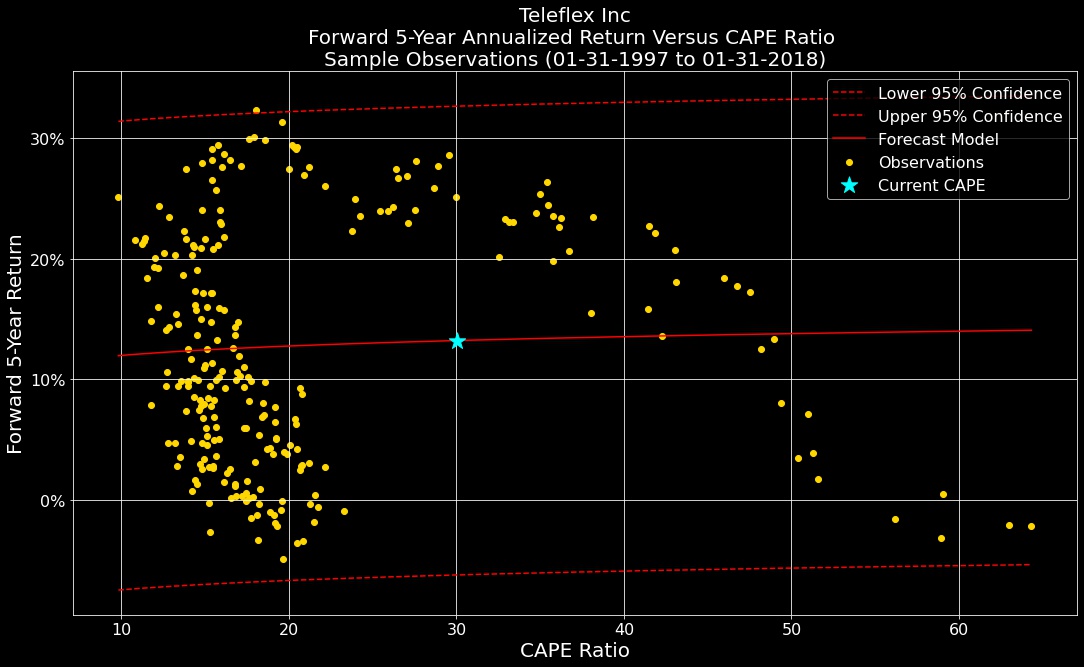 Teleflex Inc
Forward 5-Year Annualized Return Versus CAPE Ratio
Sample Observations (01-31-1997 to 01-31-2018)
Lower 95% Confidence
Upper 95% Confidence
Forecast Model
Observations
Current CAPE
Forward 5-Year Return
30%
20%
10%
0%
10 20 30 40 50 60
CAPE Ratio